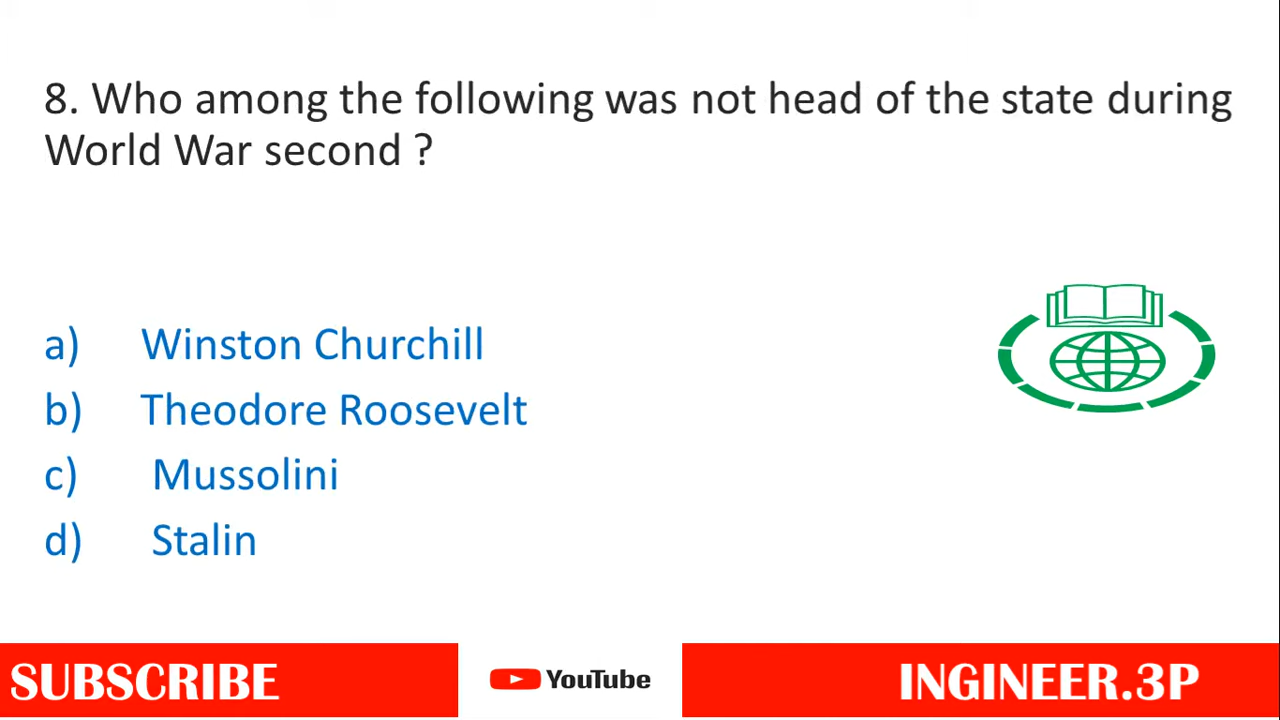 8. Who among the following was not head of the state during
World War second ?
a) Winston Churchill
b) Theodore Roosevelt
c) Mussolini
d) Stalin
SUBSCRIBE YouTube INGINEER.3P